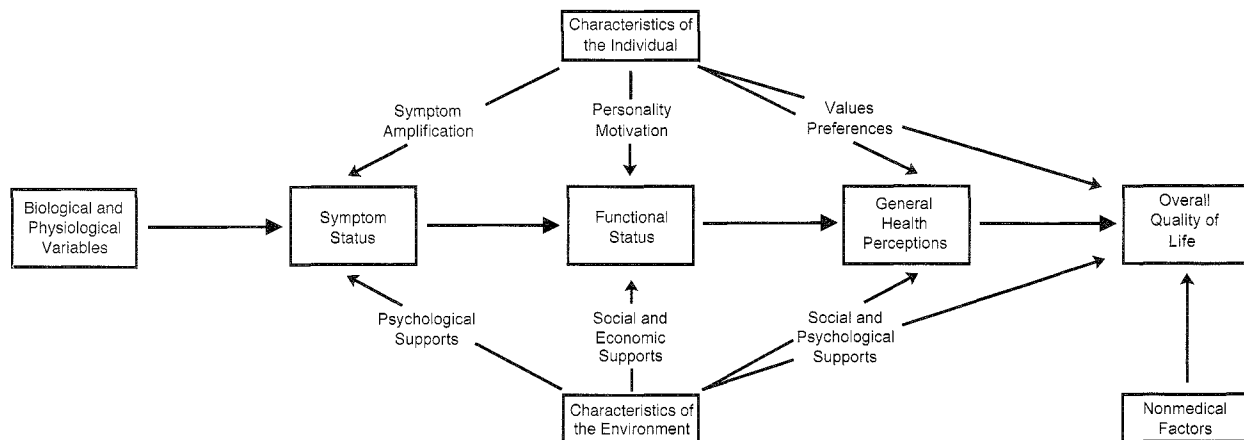 Characteristics of
the Individual
Symptom
Amplification
Personality
Motivation
Values
Preferences
Biological and
Physiological
Variables
Symptom
Status
Functional
Status
General
Health
Perceptions
Overall
Quality of
Life
Psychological
Supports
Social and
Economic
Supports
Social and
Psychological
Supports
Characteristics of
the Environment
Nonmedical
Factors